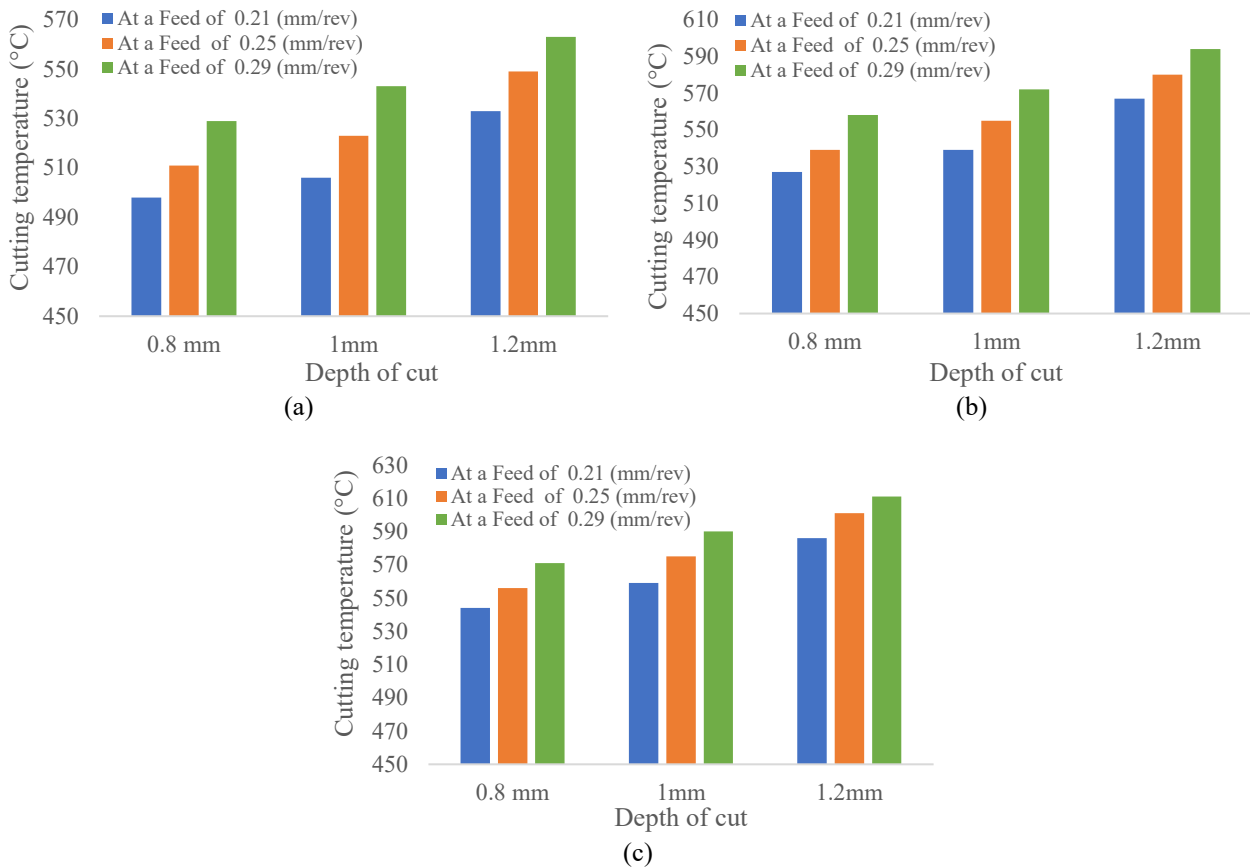 570
550
530
510
490
470
450
Cutting temperature (°C)
At a Feed of 0.21 (mm/rev)
At a Feed of 0.25 (mm/rev)
At a Feed of 0.29 (mm/rev)
0.8 mm
1mm
1.2mm
Depth of cut
(a)
610
590
570
550
530
510
490
470
450
Cutting temperature (°C)
At a Feed of 0.21 (mm/rev)
At a Feed of 0.25 (mm/rev)
At a Feed of 0.29 (mm/rev)
0.8 mm
1mm
1.2mm
Depth of cut
(b)
630
610
590
570
550
530
510
490
470
450
Cutting temperature (°C)
At a Feed of 0.21 (mm/rev)
At a Feed of 0.25 (mm/rev)
At a Feed of 0.29 (mm/rev)
0.8 mm
1mm
1.2mm
Depth of cut
(c)